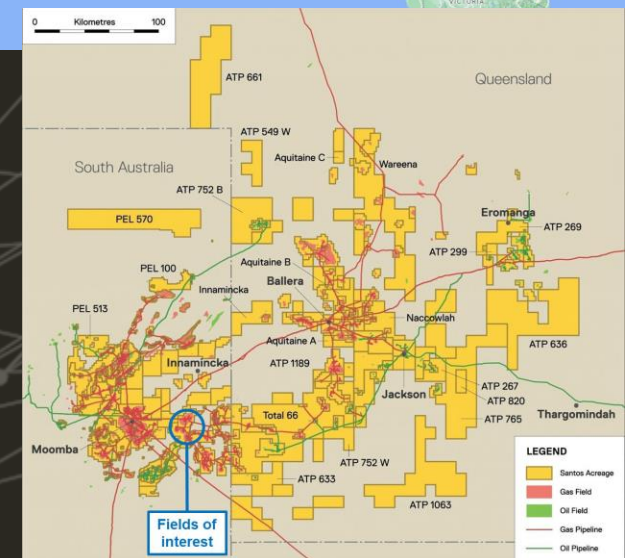 VICTORIA
0 Kilometres 100
Queensland
ATP 661
ATP 549 W
Aquitaine C
Wareena
South Australia
ATP 752 B
Eromanga
ATP 269
PEL 570
ATP 299
PEL 100
Aquitaine B
Ballera
Innamincka
PEL 513
Naccowlah
Aquitaine A
ATP 636
Innamincka
ATP 1189
ATP 267
Jackson
ATP 820
Total 66
Thargomindah
ATP 765
Moomba
ATP 752 W
LEGEND
ATP 633
Santos Acreage
ATP 1063
Gas Field
Oil Field
Fields of
interest
Gas Pipeline
Oil Pipeline